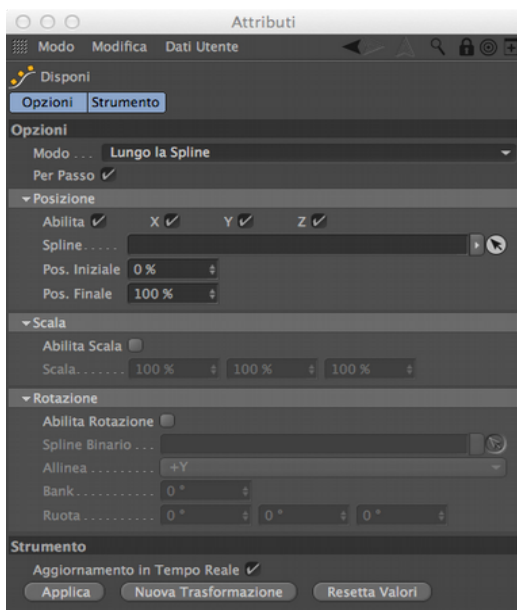 Attributi
Modo Modifica Dati Utente
Disponi
Opzioni Strumento
Opzioni
Modo . . . Lungo la Spline
Per Passo
Posizione
Abilita X Y Z
Spline. . . . .
Pos. Iniziale 0 %
Pos. Finale 100 %
Scala
Abilita Scala
Scala. . . . . . . 100 % 100 % 100 %
Rotazione
Abilita Rotazione
Spline Binario . . .
Allinea . . . . . . . . . +Y
Bank. . . . . . . . . . . 0 °
Ruota . . . . . . . . . . 0 ° 0 ° 0 °
Strumento
Aggiornamento in Tempo Reale
Applica Nuova Trasformazione Resetta Valori